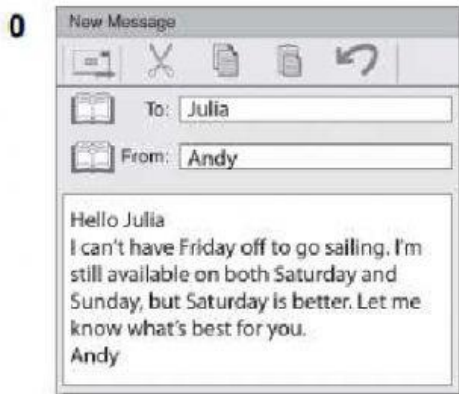 0
New Message
To: Julia
From: Andy
Hello Julia
I can't have Friday off to go sailing. I'm
still available on both Saturday and
Sunday, but Saturday is better. Let me
know what's best for you.
Andy